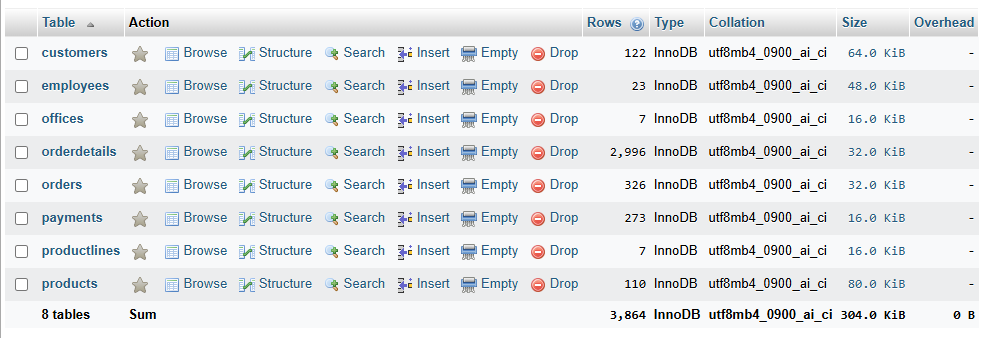 Table Action Rows Type Collation Size Overhead
customers Browse Structure Search Insert Empty Drop 122 InnoDB utf8mb4_0900_ai_ci 64.0 KiB -
employees Browse Structure Search Insert Empty Drop 23 InnoDB utf8mb4_0900_ai_ci 48.0 KiB -
offices Browse Structure Search Insert Empty Drop 7 InnoDB utf8mb4_0900_ai_ci 16.0 KiB -
orderdetails Browse Structure Search Insert Empty Drop 2,996 InnoDB utf8mb4_0900_ai_ci 32.0 KiB -
orders Browse Structure Search Insert Empty Drop 326 InnoDB utf8mb4_0900_ai_ci 32.0 KiB -
payments Browse Structure Search Insert Empty Drop 273 InnoDB utf8mb4_0900_ai_ci 16.0 KiB -
productlines Browse Structure Search Insert Empty Drop 7 InnoDB utf8mb4_0900_ai_ci 16.0 KiB -
products Browse Structure Search Insert Empty Drop 110 InnoDB utf8mb4_0900_ai_ci 80.0 KiB -
8 tables Sum 3,864 InnoDB utf8mb4_0900_ai_ci 304.0 KiB 0 B